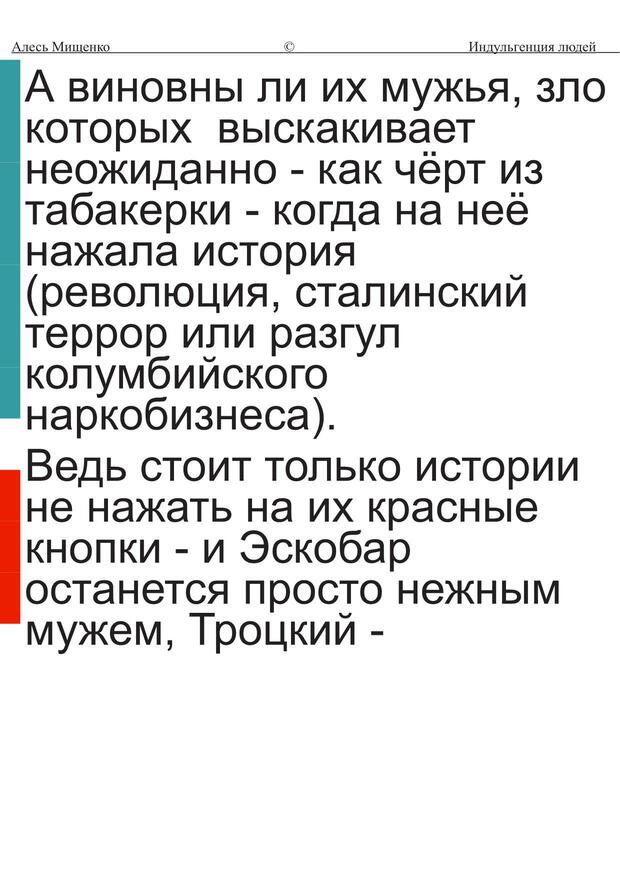 Алесь Мищенко © Индульгенция людей
А виновны ли их мужья, зло
которых  выскакивает
неожиданно - как чёрт из
табакерки - когда на неё
нажала история
(революция, сталинский
террор или разгул
колумбийского
наркобизнеса).
Ведь стоит только истории
не нажать на их красные
кнопки - и Эскобар
останется просто нежным
мужем, Троцкий -